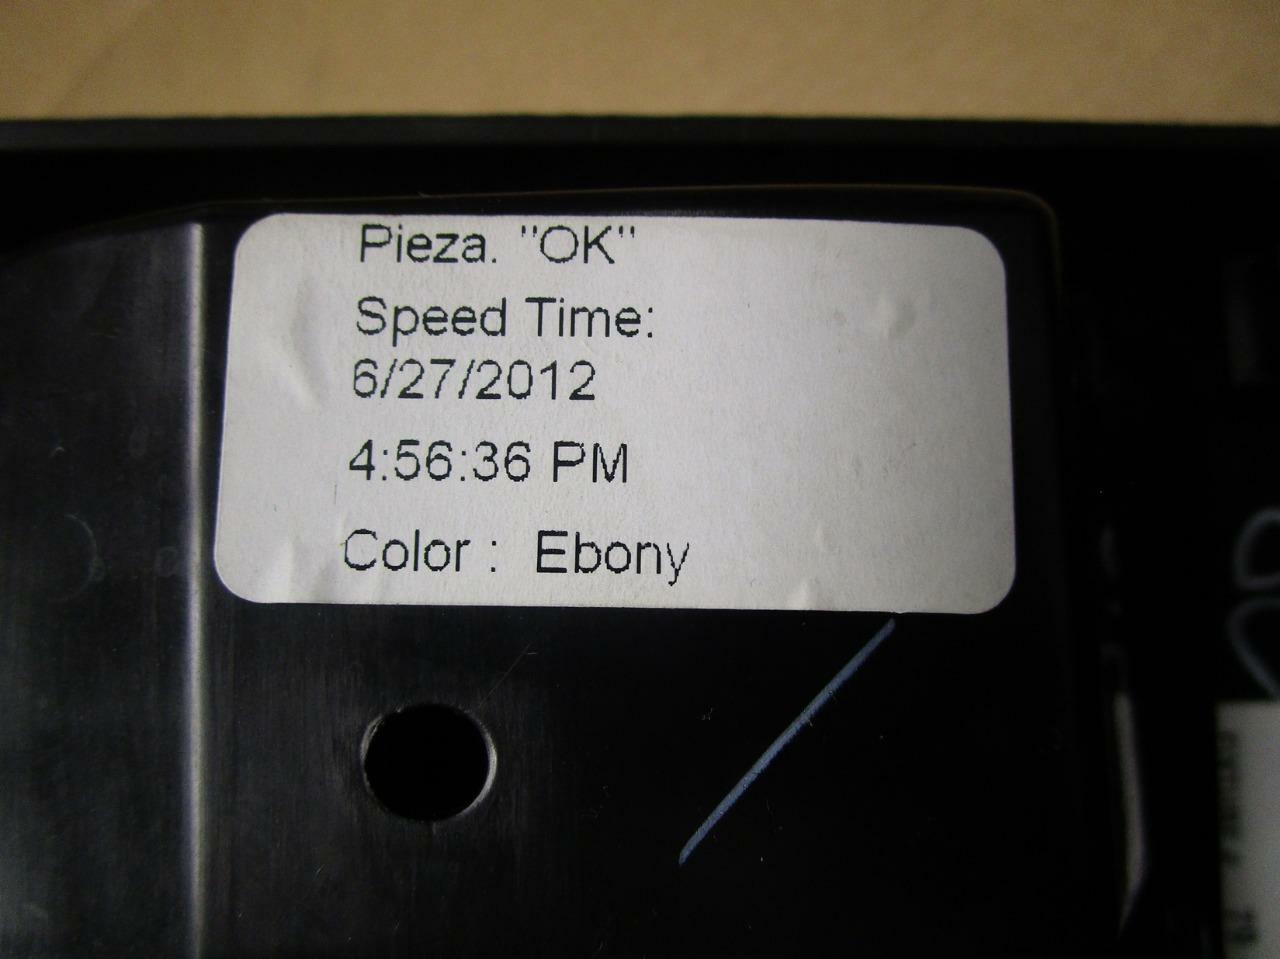 Pieza. "OK"
Speed Time:
6/27/2012
4:56:36 PM
Color : Ebony